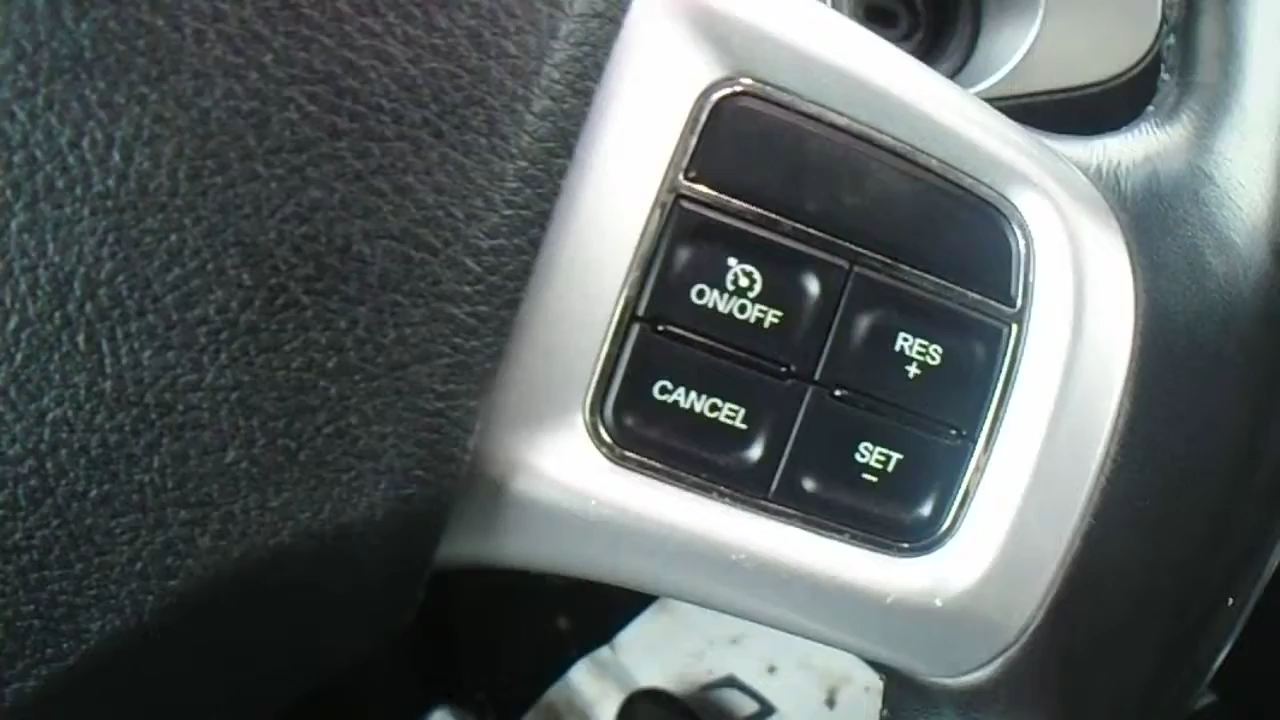 ON/OFF
RES
+
CANCEL
SET
−